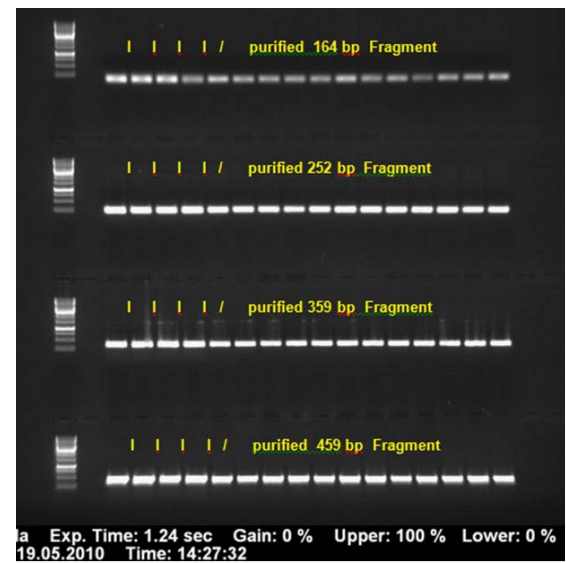 I I I I / purified 164 bp Fragment
I I I I / purified 252 bp Fragment
I I I I / purified 359 bp Fragment
I I I I / purified 459 bp Fragment
la Exp. Time: 1.24 sec Gain: 0 % Upper: 100 % Lower: 0 %
19.05.2010 Time: 14:27:32